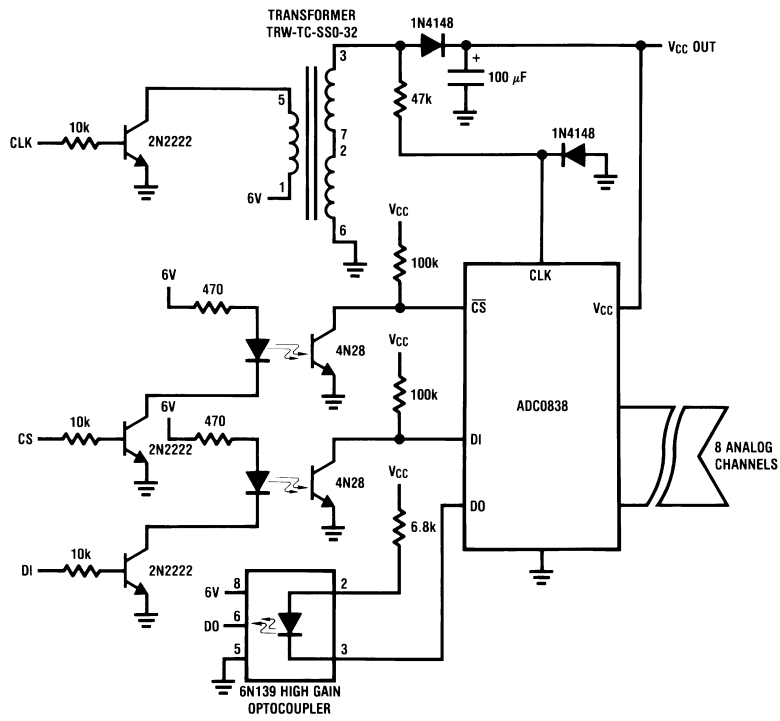 TRANSFORMER
TRW-TC-SSO-32
1N4148
3
VCC OUT
+
100 μF
47k
5
10k
CLK
2N2222
7
2
1N4148
1
6V
6
VCC
100k
CLK
6V
470
CS
VCC
4N28
VCC
100k
ADC0838
10k
6V
470
CS
2N2222
DI
8 ANALOG
CHANNELS
4N28
VCC
DO
6.8k
10k
DI
2N2222
6V
8
2
DO
6
5
3
6N139 HIGH GAIN
OPTOCOUPLER